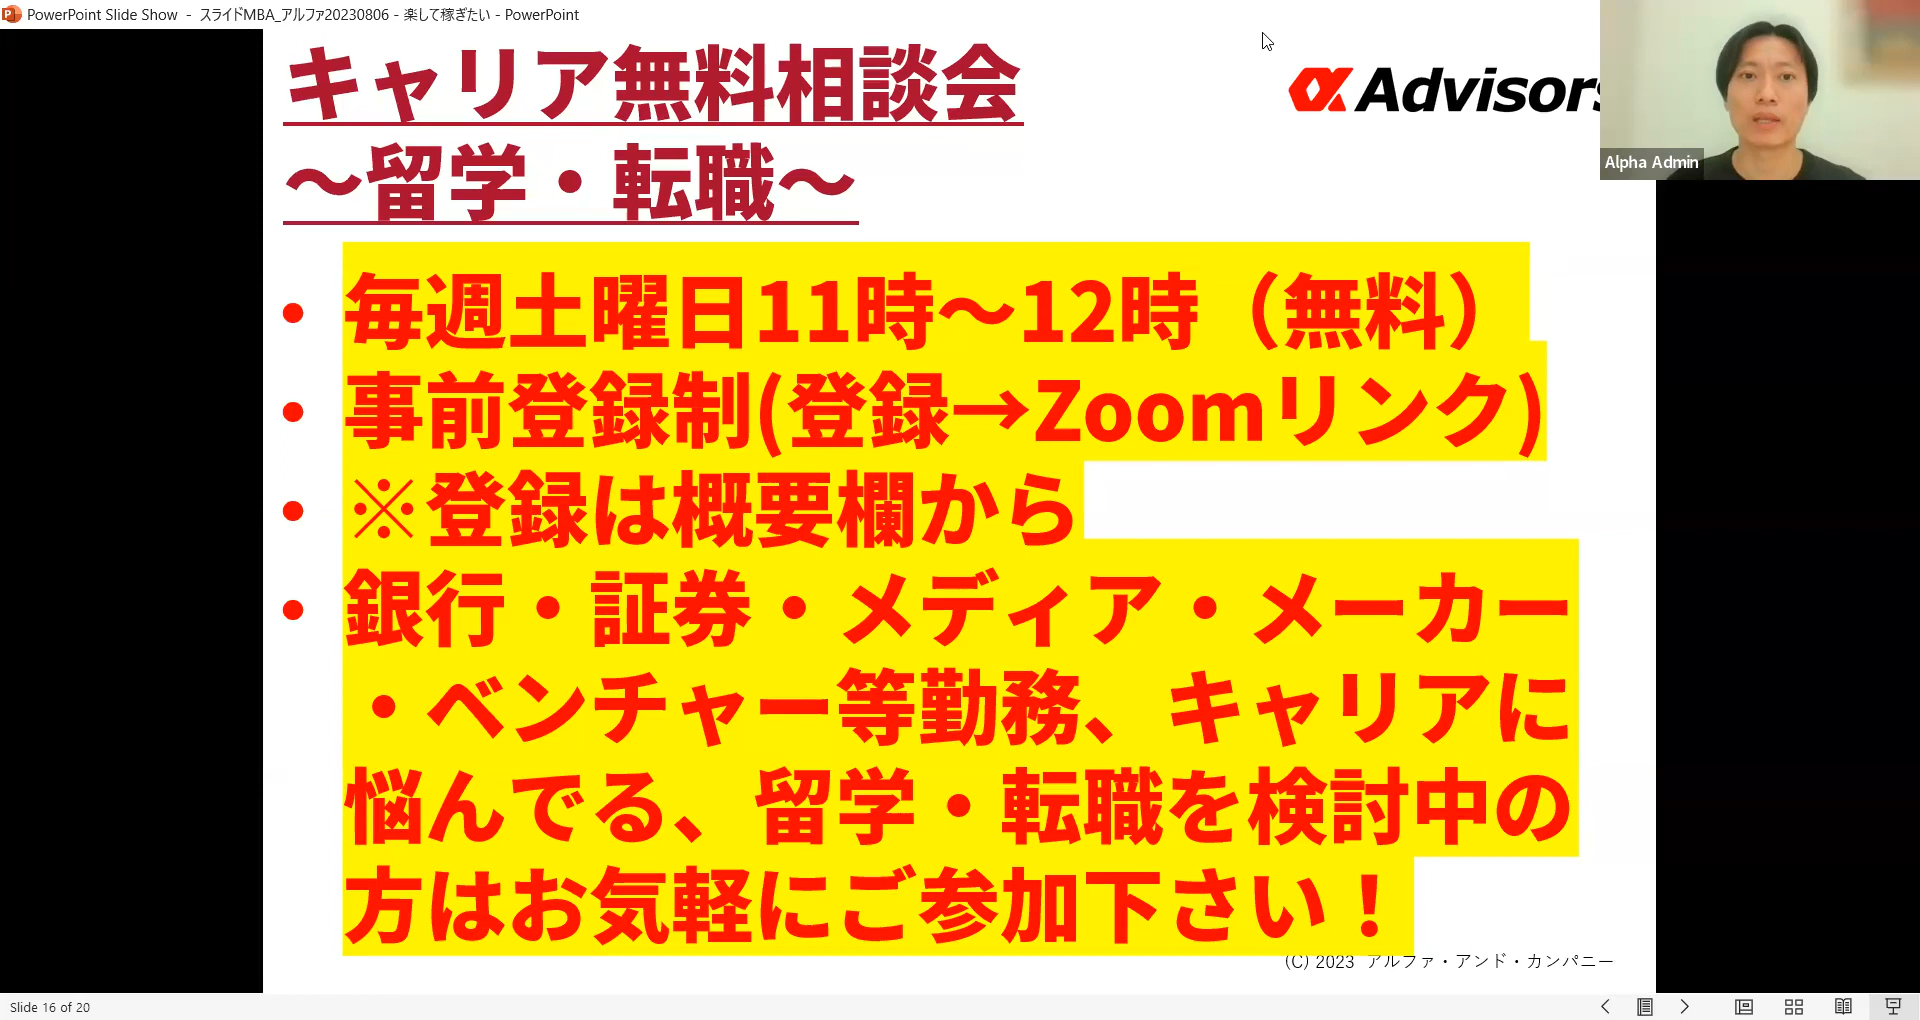 PowerPoint Slide Show - スライドMBA_アルファ20230806 - 楽して稼ぎたい - PowerPoint
キャリア無料相談会
～留学・転職～
α Advisors
Alpha Admin
• 毎週土曜日11時～12時（無料）
• 事前登録制(登録→Zoomリンク)
• ※登録は概要欄から
• 銀行・証券・メディア・メーカー
・ベンチャー等勤務、キャリアに
悩んでる、留学・転職を検討中の
方はお気軽にご参加下さい！
(C) 2023 アルファ・アンド・カンパニー
Slide 16 of 20